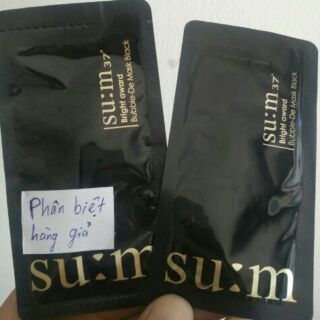 su:m37°
Bright award
Bubble-De Mask Black
Phân biệt
hàng giả
su:m
su:m37°
Bright award
Bubble-De Mask Black
su:m